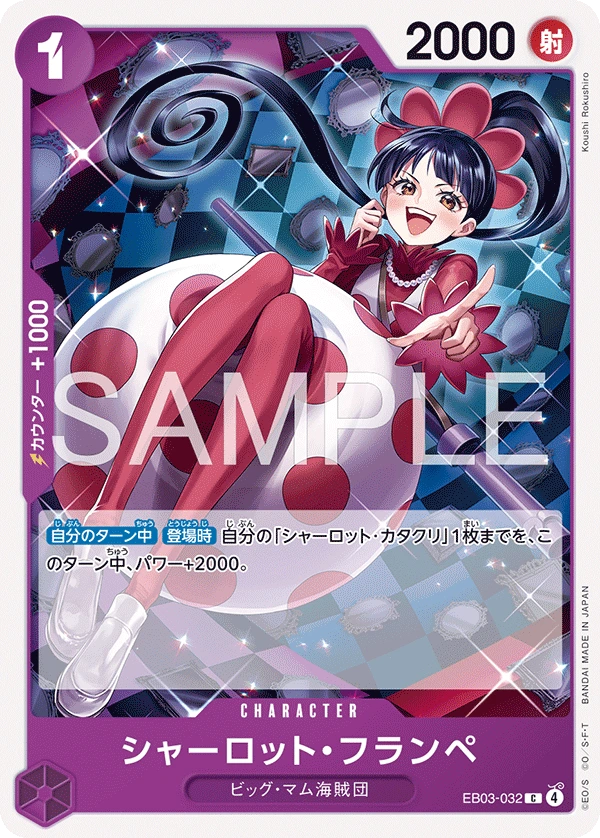 1
2000
射
Koushi Rokushiro
カウンター +1000
SAMPLE
自分のターン中 登場時 自分の「シャーロット・カタクリ」1枚までを、こ
のターン中、パワー+2000。
CHARACTER
シャーロット・フランペ
ビッグ・マム海賊団
EB03-032 C 4
©E.O/S ©O/S・F・T BANDAI MADE IN JAPAN